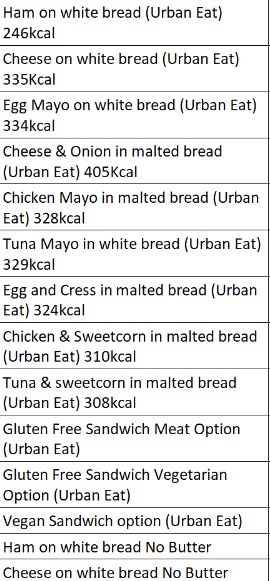 Ham on white bread (Urban Eat)
246kcal
Cheese on white bread (Urban Eat)
335Kcal
Egg Mayo on white bread (Urban Eat)
334kcal
Cheese & Onion in malted bread
(Urban Eat) 405Kcal
Chicken Mayo in malted bread (Urban
Eat) 328kcal
Tuna Mayo in white bread (Urban Eat)
329kcal
Egg and Cress in malted bread (Urban
Eat) 324kcal
Chicken & Sweetcorn in malted bread
(Urban Eat) 310kcal
Tuna & sweetcorn in malted bread
(Urban Eat) 308kcal
Gluten Free Sandwich Meat Option
(Urban Eat)
Gluten Free Sandwich Vegetarian
Option (Urban Eat)
Vegan Sandwich option (Urban Eat)
Ham on white bread No Butter
Cheese on white bread No Butter